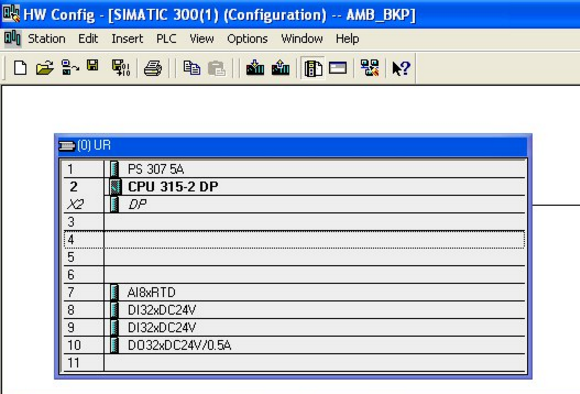 HW Config - [SIMATIC 300(1) (Configuration) -- AMB_BKP]
Station Edit Insert PLC View Options Window Help
(0) UR
1 PS 307 5A
2 CPU 315-2 DP
X2 DP
3
4
5
6
7 AI8xRTD
8 DI32xDC24V
9 DI32xDC24V
10 DO32xDC24V/0.5A
11